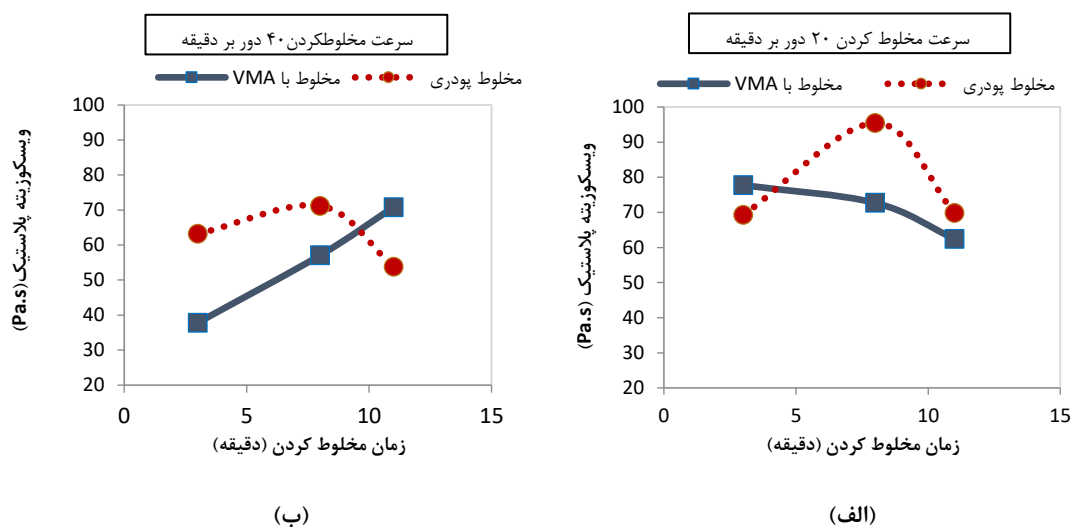 سرعت مخلوط کردن ۲۰ دور بر دقیقه
مخلوط با VMA
مخلوط پودری
ویسکوزیته پلاستیک (Pa.s)
100
90
80
70
60
50
40
30
20
0 5 10 15
زمان مخلوط کردن (دقیقه)
(الف)
سرعت مخلوطکردن۴۰ دور بر دقیقه
مخلوط با VMA
مخلوط پودری
ویسکوزیته پلاستیک(Pa.s)
100
90
80
70
60
50
40
30
20
0 5 10 15
زمان مخلوط کردن (دقیقه)
(ب)